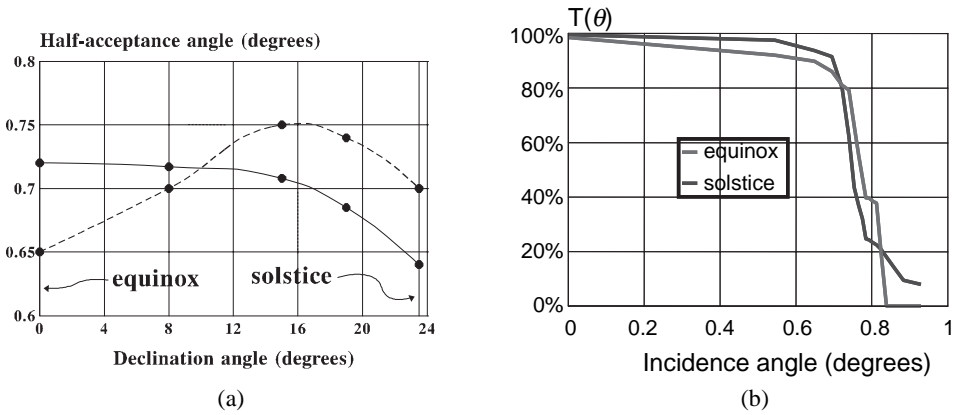 Half-acceptance angle (degrees)
0.8
0.75
0.7
0.65
0.6
equinox
solstice
0 4 8 12 16 20 24
Declination angle (degrees)
(a)
T(θ)
100%
80%
60%
40%
20%
0%
equinox
solstice
0 0.2 0.4 0.6 0.8 1
Incidence angle (degrees)
(b)